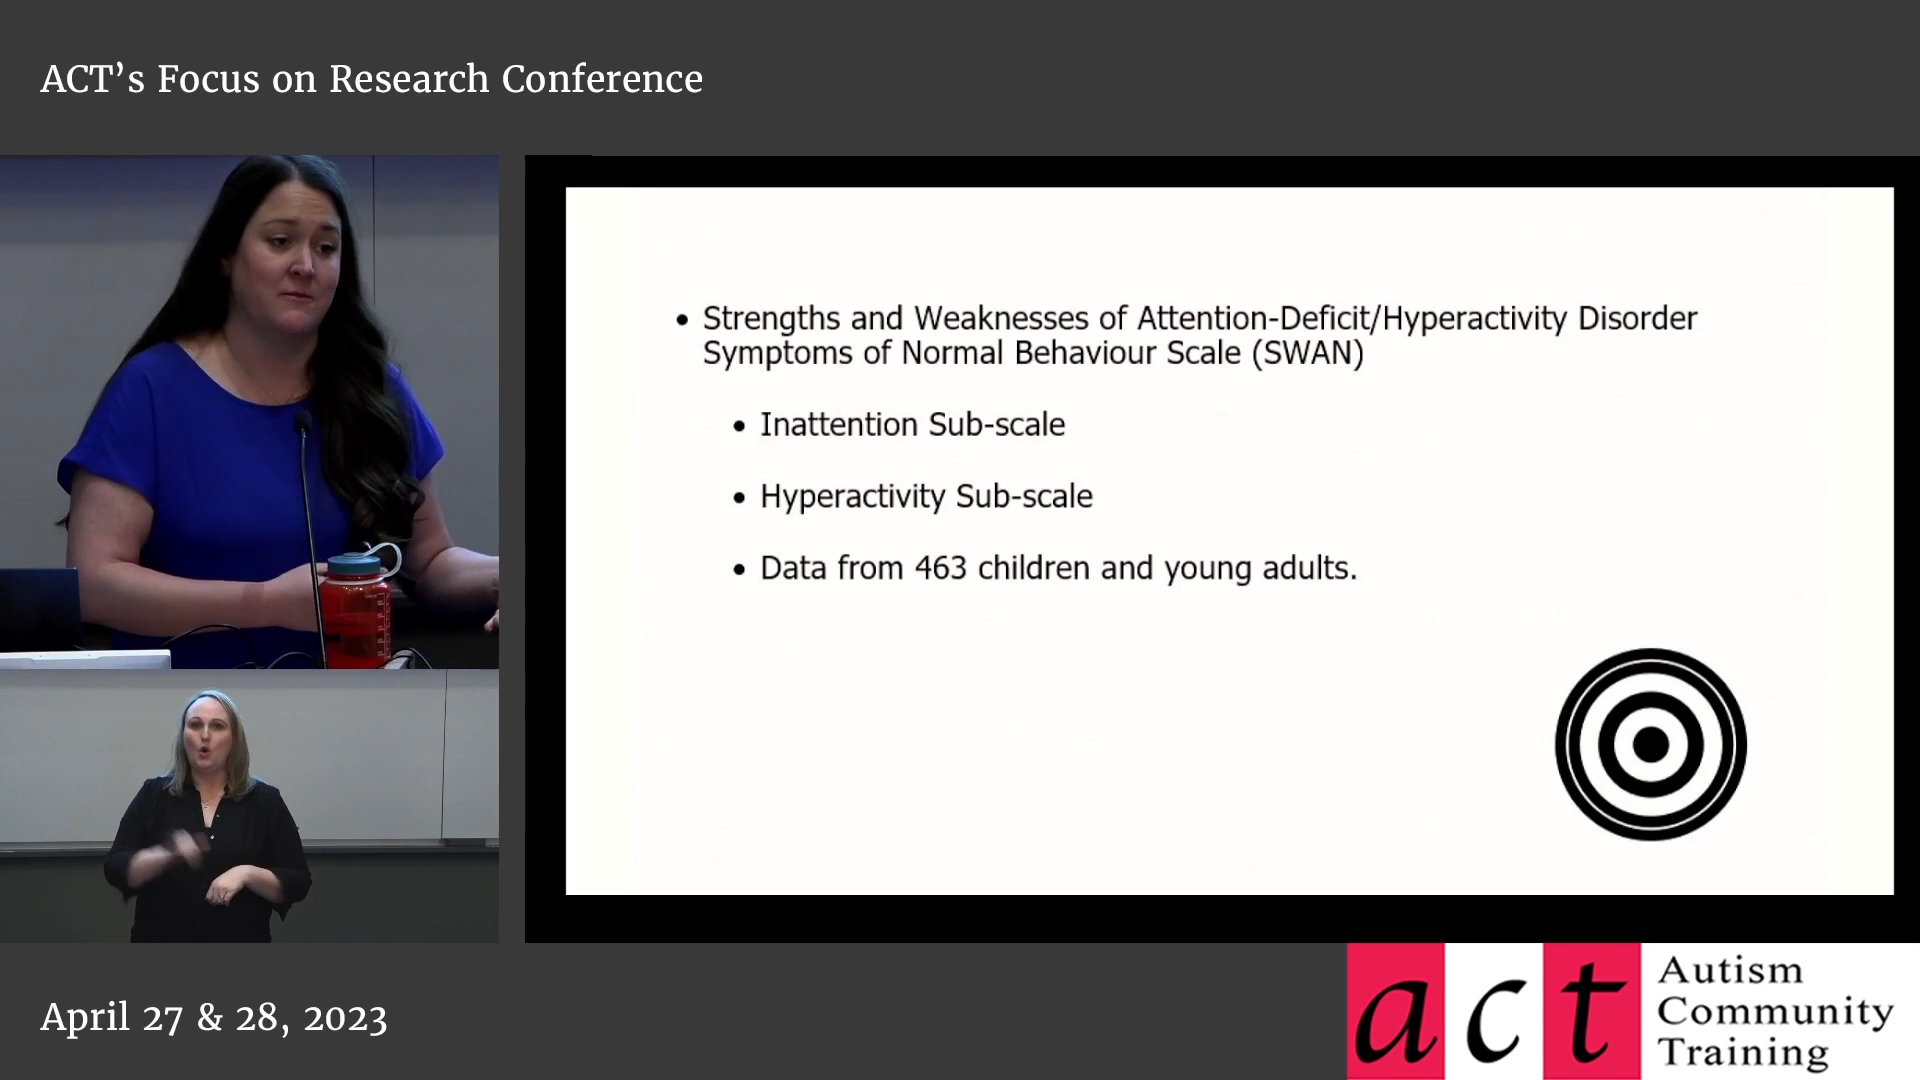 ACT’s Focus on Research Conference
• Strengths and Weaknesses of Attention-Deficit/Hyperactivity Disorder
Symptoms of Normal Behaviour Scale (SWAN)
• Inattention Sub-scale
• Hyperactivity Sub-scale
• Data from 463 children and young adults.
April 27 & 28, 2023
act
Autism
Community
Training